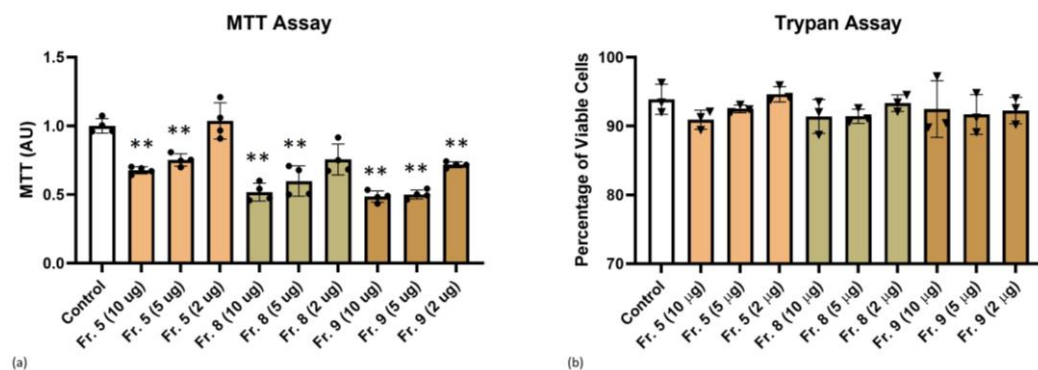 MTT Assay
MTT (AU)
1.5
1.0
0.5
0.0
**
**
**
**
**
**
**
Control
Fr. 5 (10 ug)
Fr. 5 (5 ug)
Fr. 5 (2 ug)
Fr. 8 (10 ug)
Fr. 8 (5 ug)
Fr. 8 (2 ug)
Fr. 9 (10 ug)
Fr. 9 (5 ug)
Fr. 9 (2 ug)
(a)
Trypan Assay
Percentage of Viable Cells
100
90
80
70
Control
Fr. 5 (10 µg)
Fr. 5 (5 µg)
Fr. 5 (2 µg)
Fr. 8 (10 µg)
Fr. 8 (5 µg)
Fr. 8 (2 µg)
Fr. 9 (10 µg)
Fr. 9 (5 µg)
Fr. 9 (2 µg)
(b)